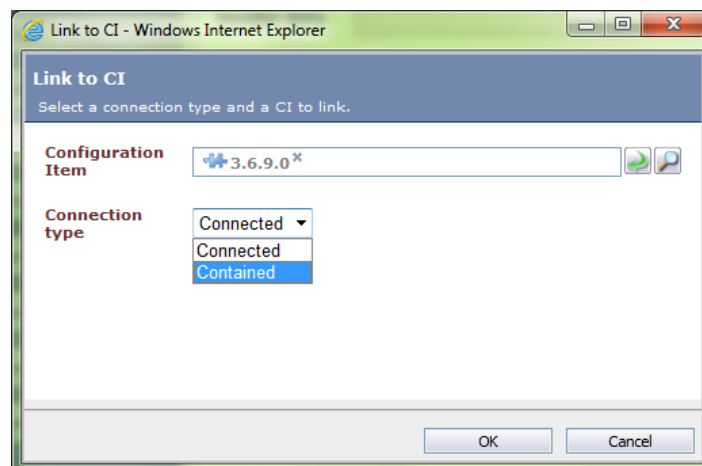 Link to CI - Windows Internet Explorer
Link to CI
Select a connection type and a CI to link.
Configuration
Item
3.6.9.0
Connection
type
Connected
Connected
Contained
OK
Cancel